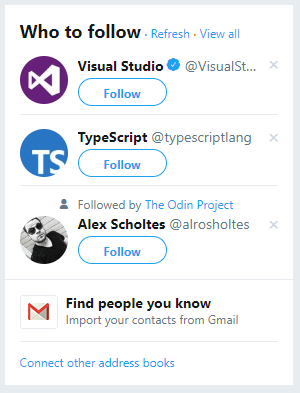 Who to follow · Refresh · View all
Visual Studio @VisualSt...
Follow
TS
TypeScript @typescriptlang
Follow
Followed by The Odin Project
Alex Scholtes @alrosholtes
Follow
Find people you know
Import your contacts from Gmail
Connect other address books